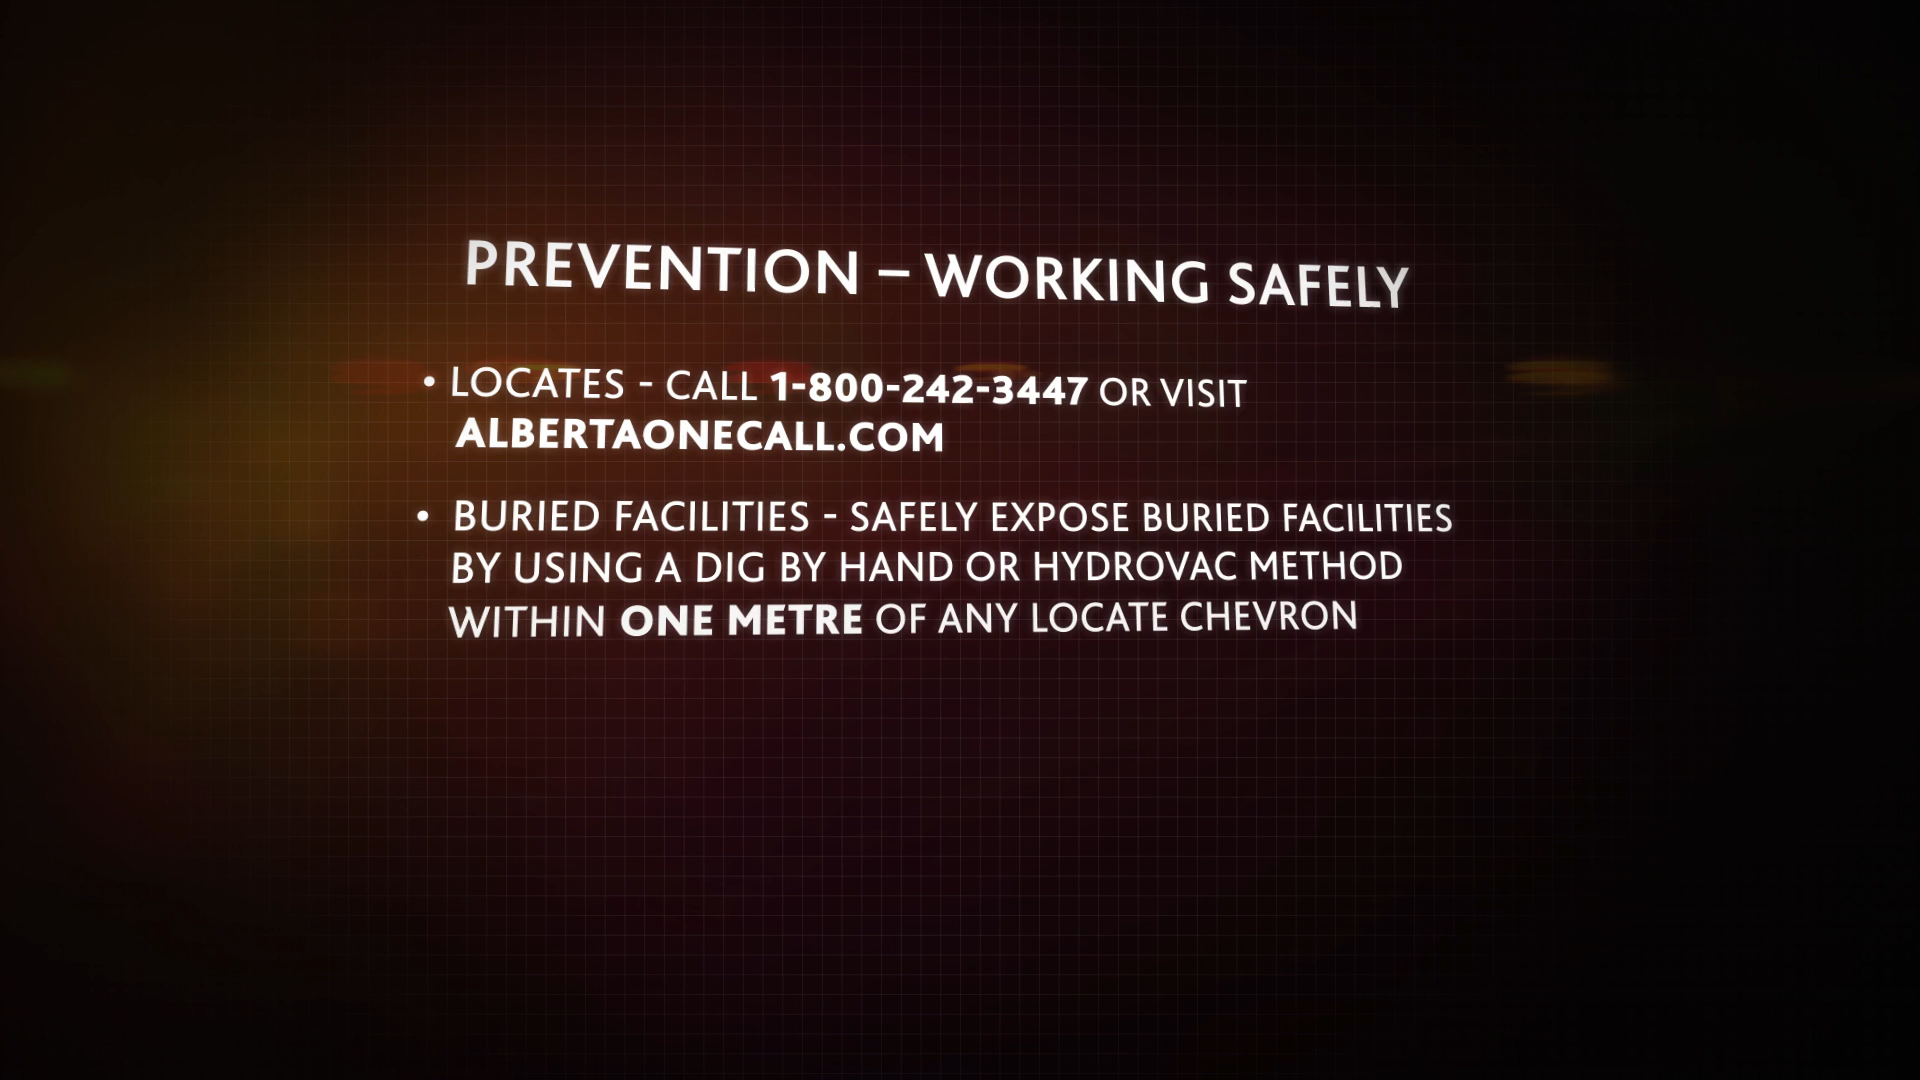 PREVENTION – WORKING SAFELY
• LOCATES - CALL 1-800-242-3447 OR VISIT
ALBERTAONECALL.COM
• BURIED FACILITIES - SAFELY EXPOSE BURIED FACILITIES
BY USING A DIG BY HAND OR HYDROVAC METHOD
WITHIN ONE METRE OF ANY LOCATE CHEVRON